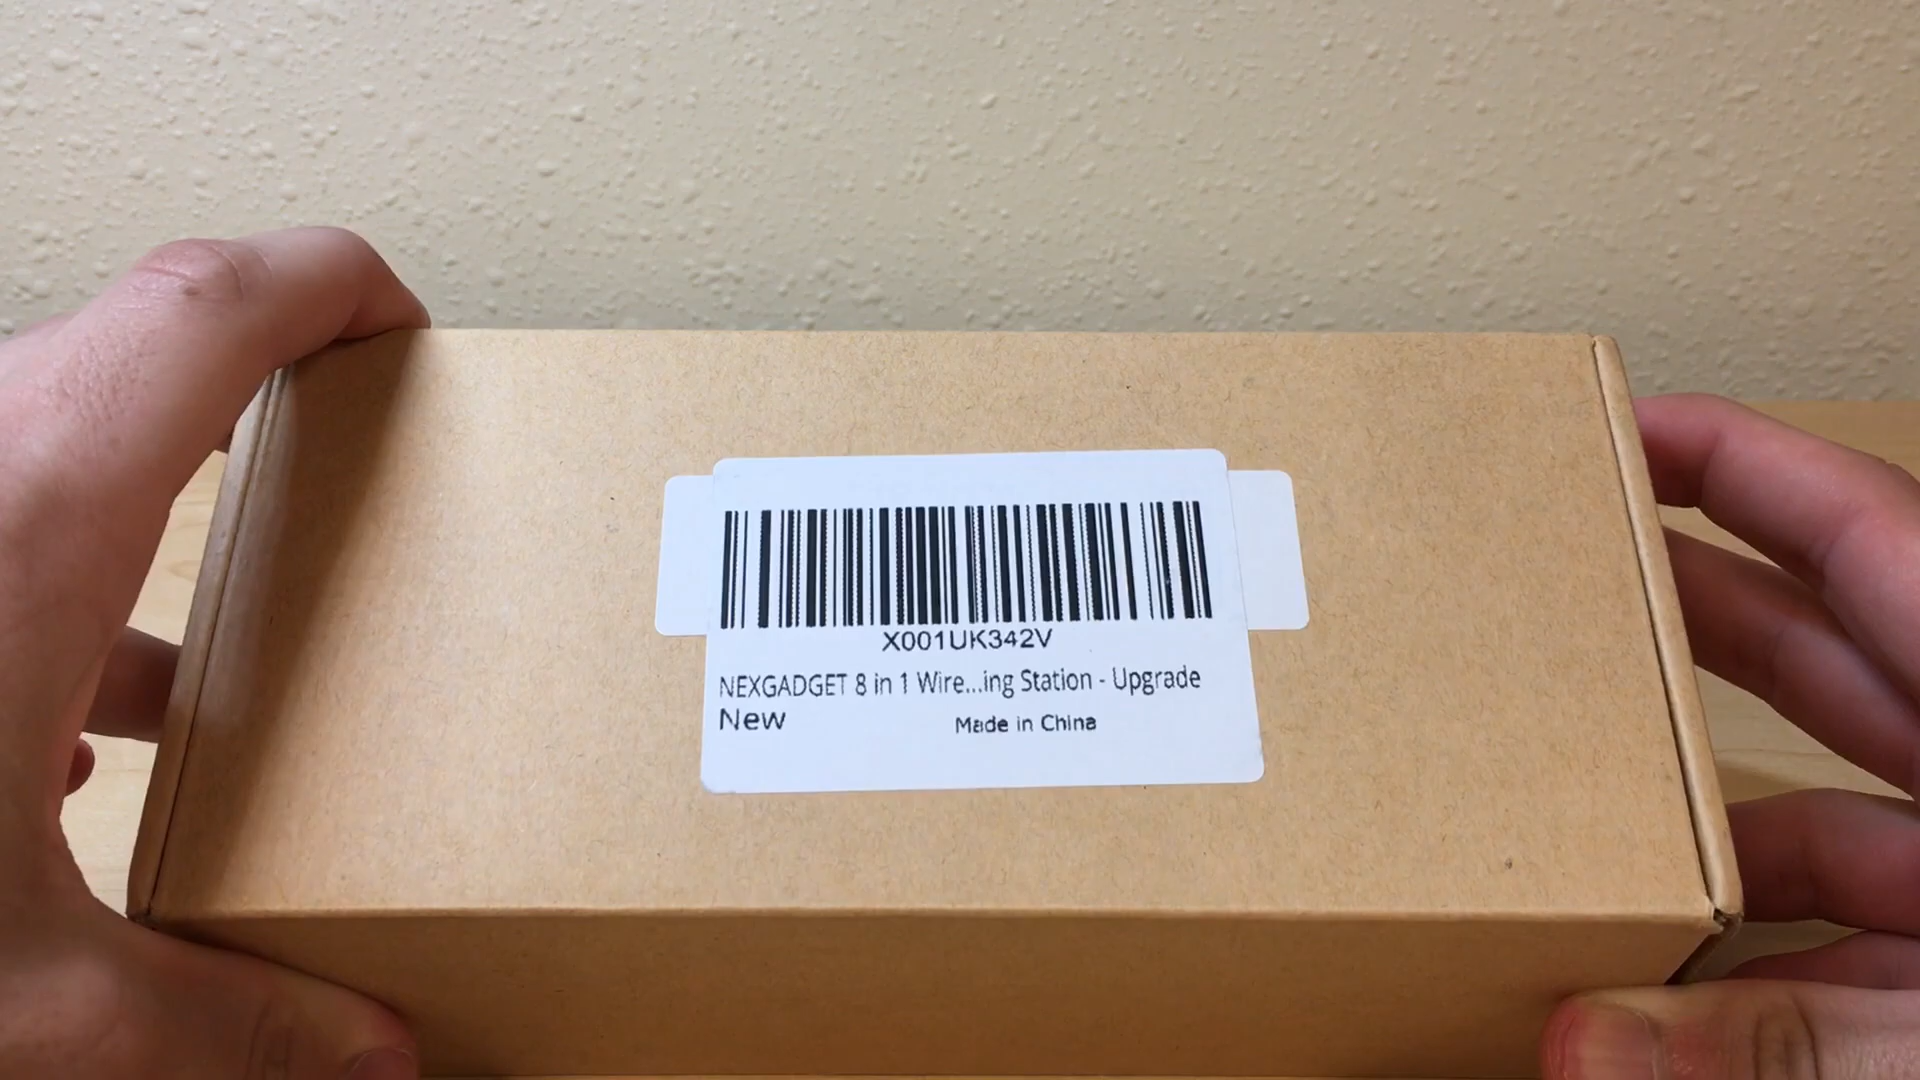 X001UK342V
NEXGADGET 8 in 1 Wire...ing Station - Upgrade
New
Made in China